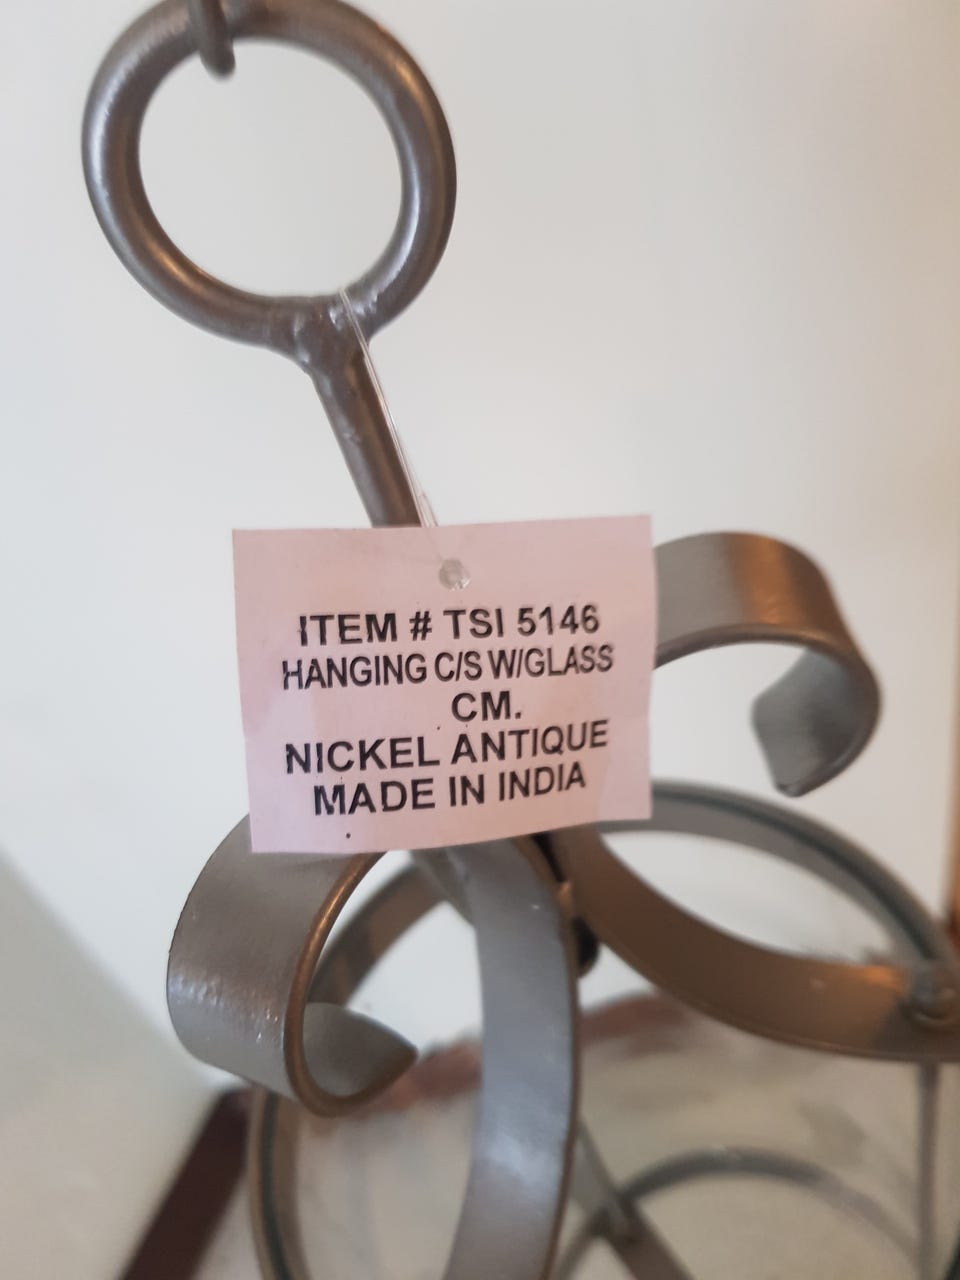 ITEM # TSI 5146
HANGING C/S W/GLASS
CM.
NICKEL ANTIQUE
MADE IN INDIA